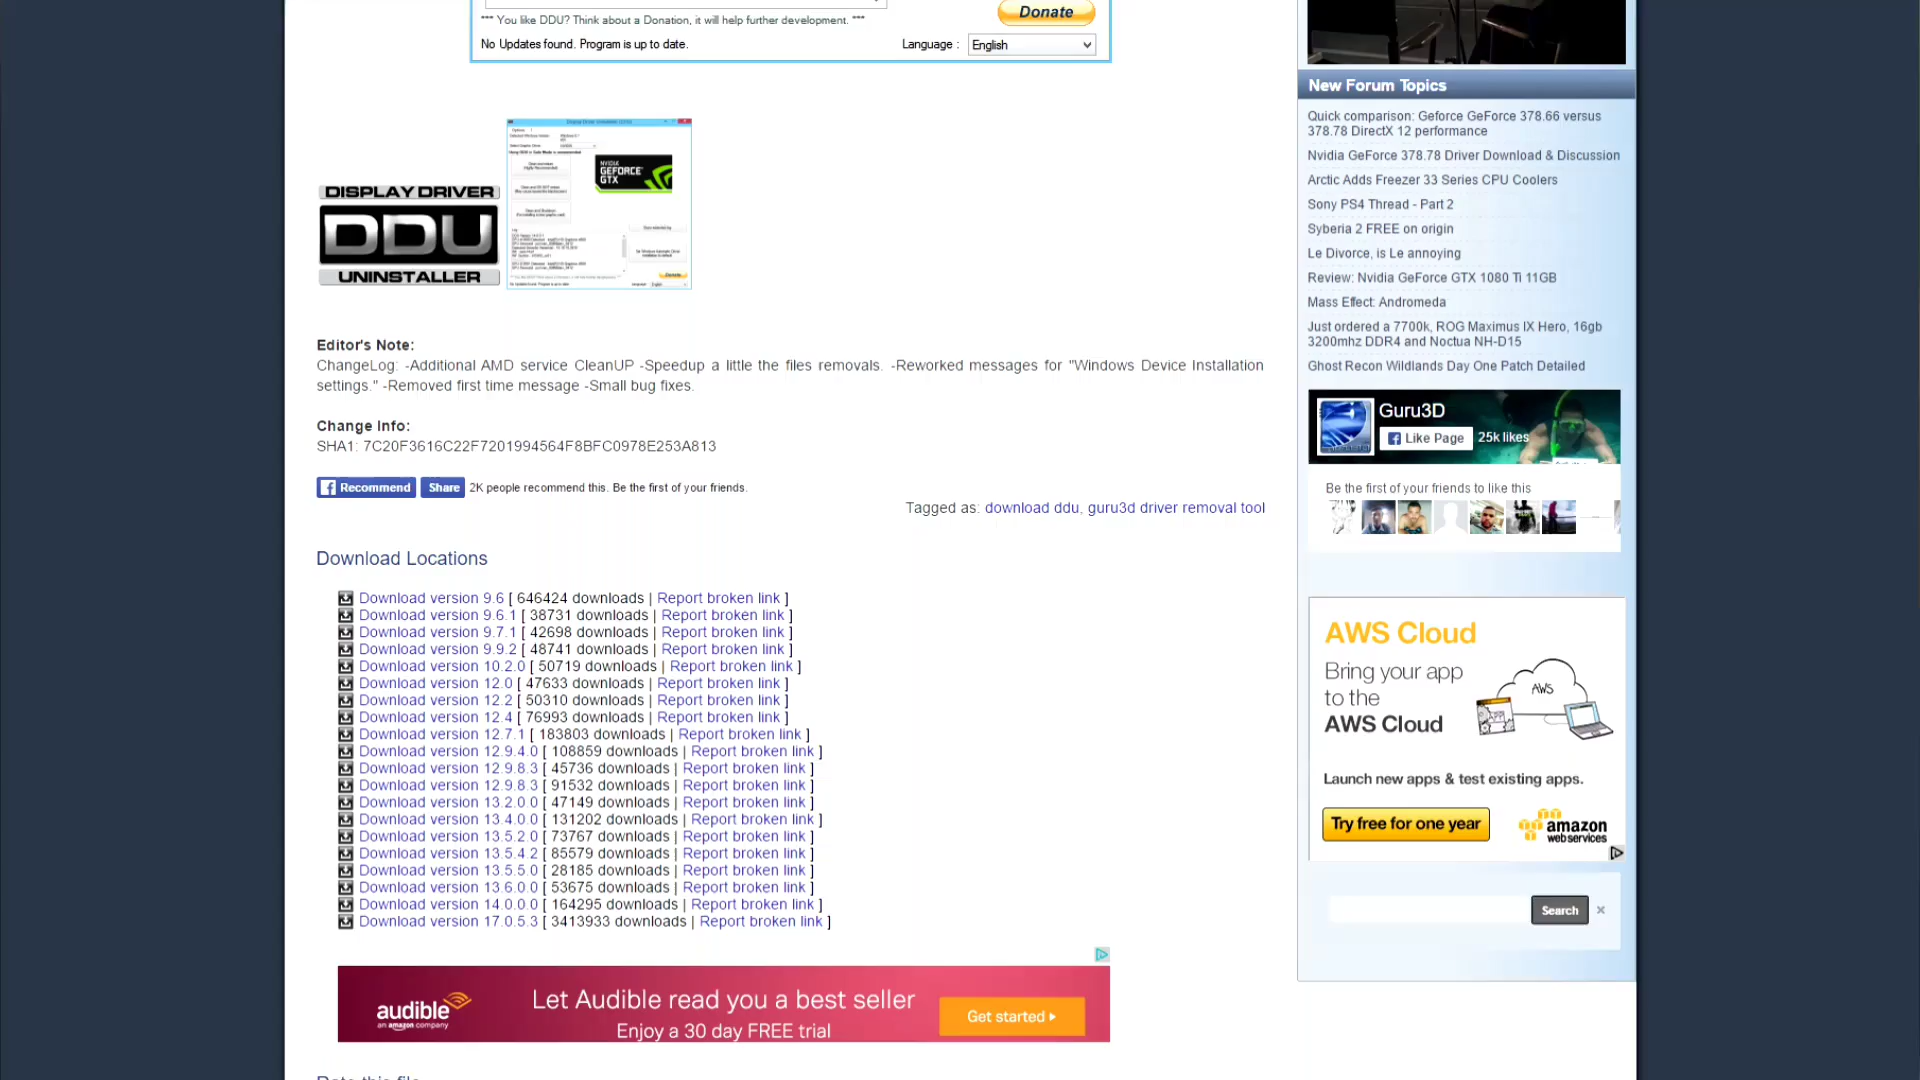 *** You like DDU? Think about a Donation, it will help further development. ***
Donate
No Updates found. Program is up to date.
Language :
English
DISPLAY DRIVER
DDU
UNINSTALLER
NVIDIA
GEFORCE
GTX
Editor's Note:
ChangeLog: -Additional AMD service CleanUP -Speedup a little the files removals. -Reworked messages for "Windows Device Installation
settings." -Removed first time message -Small bug fixes.
Change Info:
SHA1: 7C20F3616C22F7201994564F8BFC0978E253A813
Recommend
Share
2K people recommend this. Be the first of your friends.
Tagged as: download ddu, guru3d driver removal tool
Download Locations
Download version 9.6 [ 646424 downloads | Report broken link ]
Download version 9.6.1 [ 38731 downloads | Report broken link ]
Download version 9.7.1 [ 42698 downloads | Report broken link ]
Download version 9.9.2 [ 48741 downloads | Report broken link ]
Download version 10.2.0 [ 50719 downloads | Report broken link ]
Download version 12.0 [ 47633 downloads | Report broken link ]
Download version 12.2 [ 50310 downloads | Report broken link ]
Download version 12.4 [ 76993 downloads | Report broken link ]
Download version 12.7.1 [ 183803 downloads | Report broken link ]
Download version 12.9.4.0 [ 108859 downloads | Report broken link ]
Download version 12.9.8.3 [ 45736 downloads | Report broken link ]
Download version 12.9.8.3 [ 91532 downloads | Report broken link ]
Download version 13.2.0.0 [ 47149 downloads | Report broken link ]
Download version 13.4.0.0 [ 131202 downloads | Report broken link ]
Download version 13.5.2.0 [ 73767 downloads | Report broken link ]
Download version 13.5.4.2 [ 85579 downloads | Report broken link ]
Download version 13.5.5.0 [ 28185 downloads | Report broken link ]
Download version 13.6.0.0 [ 53675 downloads | Report broken link ]
Download version 14.0.0.0 [ 164295 downloads | Report broken link ]
Download version 17.0.5.3 [ 3413933 downloads | Report broken link ]
audible
an amazon company
Let Audible read you a best seller
Enjoy a 30 day FREE trial
Get started
New Forum Topics
Quick comparison: Geforce GeForce 378.66 versus
378.78 DirectX 12 performance
Nvidia GeForce 378.78 Driver Download & Discussion
Arctic Adds Freezer 33 Series CPU Coolers
Sony PS4 Thread - Part 2
Syberia 2 FREE on origin
Le Divorce, is Le annoying
Review: Nvidia GeForce GTX 1080 Ti 11GB
Mass Effect: Andromeda
Just ordered a 7700k, ROG Maximus IX Hero, 16gb
3200mhz DDR4 and Noctua NH-D15
Ghost Recon Wildlands Day One Patch Detailed
Guru3D
Like Page
25k likes
Be the first of your friends to like this
AWS Cloud
Bring your app
to the
AWS Cloud
AWS
APP
Launch new apps & test existing apps.
Try free for one year
amazon
webservices
Search